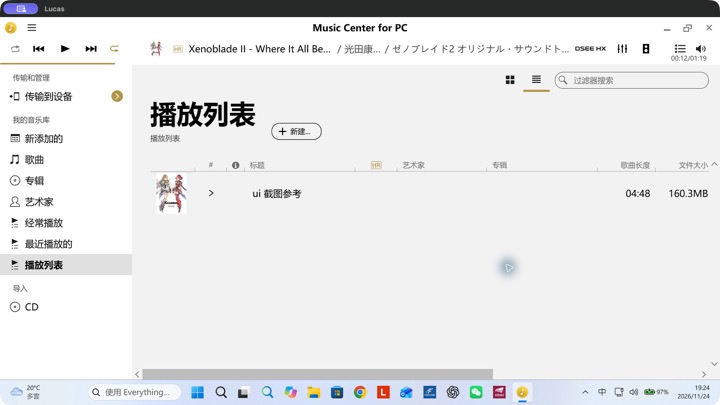 Lucas
Music Center for PC
HR Xenoblade II - Where It All Be... / 光田康... / ゼノブレイド2 オリジナル・サウンドト... DSEE HX
00:12/01:19
传输和管理
传输到设备
我的音乐库
新添加的
歌曲
专辑
艺术家
经常播放
最近播放的
播放列表
导入
CD
过滤器搜索
播放列表
播放列表
新建...
# 标题 HR 艺术家 专辑 歌曲长度 文件大小
ui 截图参考 04:48 160.3MB
20°C
多云
使用 Everything...
L
中
97%
19:24
2026/11/24